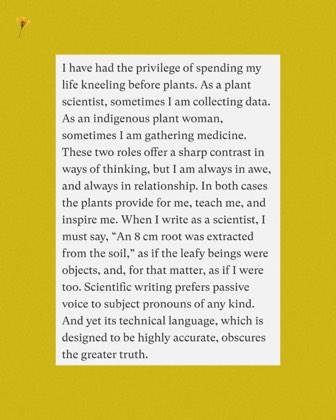 I have had the privilege of spending my
life kneeling before plants. As a plant
scientist, sometimes I am collecting data.
As an indigenous plant woman,
sometimes I am gathering medicine.
These two roles offer a sharp contrast in
ways of thinking, but I am always in awe,
and always in relationship. In both cases
the plants provide for me, teach me, and
inspire me. When I write as a scientist, I
must say, “An 8 cm root was extracted
from the soil,” as if the leafy beings were
objects, and, for that matter, as if I were
too. Scientific writing prefers passive
voice to subject pronouns of any kind.
And yet its technical language, which is
designed to be highly accurate, obscures
the greater truth.